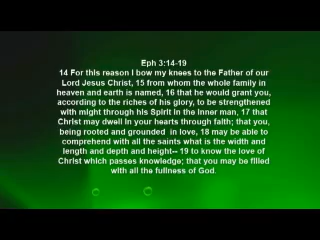 Eph 3:14-19
14 For this reason I bow my knees to the Father of our
Lord Jesus Christ, 15 from whom the whole family in
heaven and earth is named, 16 that he would grant you,
according to the riches of his glory, to be strengthened
with might through his Spirit in the inner man, 17 that
Christ may dwell in your hearts through faith; that you,
being rooted and grounded in love, 18 may be able to
comprehend with all the saints what is the width and
length and depth and height-- 19 to know the love of
Christ which passes knowledge; that you may be filled
with all the fullness of God.